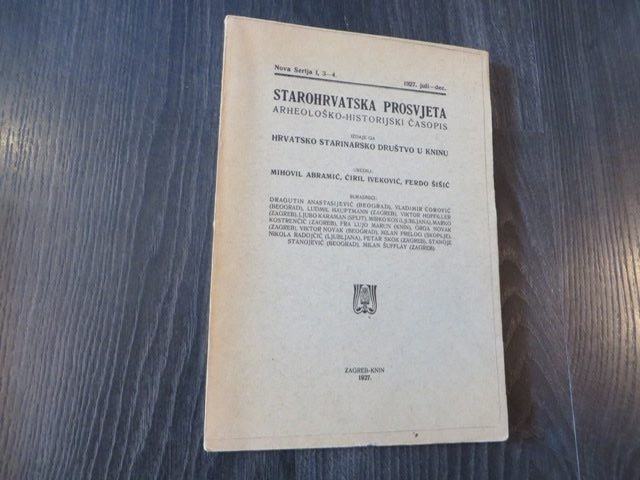 Nova Serija I, 3—4.
1927. juli—dec.
STAROHRVATSKA PROSVJETA
ARHEOLOŠKO-HISTORIJSKI ČASOPIS
IZDAJE GA
HRVATSKO STARINARSKO DRUŠTVO U KNINU
UREDILI:
MIHOVIL ABRAMIĆ, ĆIRIL IVEKOVIĆ, FERDO ŠIŠIĆ
SURADNICI:
DRAGUTIN ANASTASIJEVIĆ (BEOGRAD), VLADIMIR ĆOROVIĆ
(BEOGRAD), LUDMIL HAUPTMANN (ZAGREB), VIKTOR HOFFILLER
(ZAGREB), LJUBO KARAMAN (SPLIT), MIRKO KOS (LJUBLJANA), MARKO
KOSTRENČIĆ (ZAGREB), FRA LUJO MARUN (KNIN), GRGA NOVAK
(ZAGREB), VIKTOR NOVAK (BEOGRAD), MILAN PRELOG (SKOPLJE),
NIKOLA RADOJČIĆ (LJUBLJANA), PETAR SKOK (ZAGREB), STANOJE
STANOJEVIĆ (BEOGRAD), MILAN ŠUFFLAY (ZAGREB)
ZAGREB-KNIN
1927.